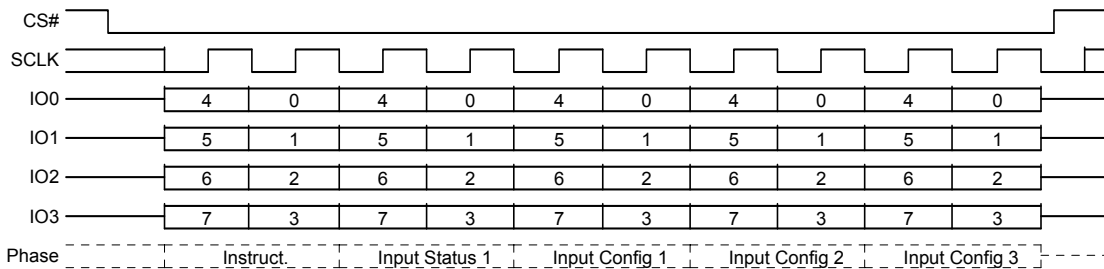 CS#
SCLK
IO0 4 0 4 0 4 0 4 0 4 0
IO1 5 1 5 1 5 1 5 1 5 1
IO2 6 2 6 2 6 2 6 2 6 2
IO3 7 3 7 3 7 3 7 3 7 3
Phase Instruct. Input Status 1 Input Config 1 Input Config 2 Input Config 3